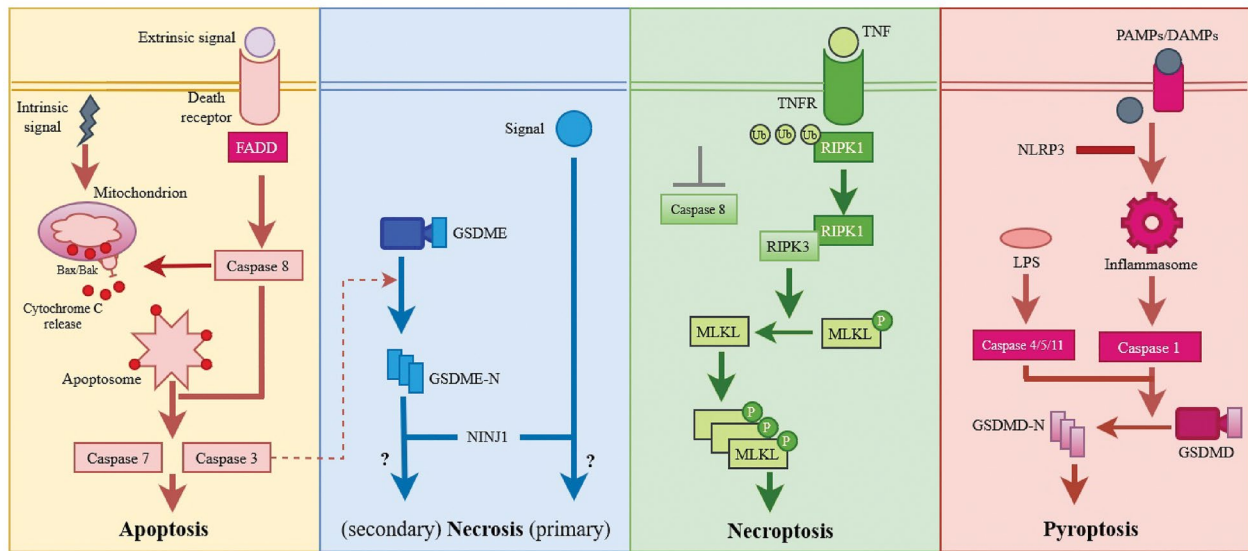 Extrinsic signal
Intrinsic
signal
Death
receptor
FADD
Mitochondrion
Bax/Bak
Cytochrome C
release
Caspase 8
Apoptosome
Caspase 7
Caspase 3
Apoptosis
Signal
GSDME
GSDME-N
NINJ1
?
?
(secondary) Necrosis (primary)
TNF
TNFR
Ub
Ub
Ub
RIPK1
Caspase 8
RIPK1
RIPK3
MLKL
MLKL
P
P
P
P
MLKL
Necroptosis
PAMPs/DAMPs
NLRP3
LPS
Inflammasome
Caspase 4/5/11
Caspase 1
GSDMD-N
GSDMD
Pyroptosis